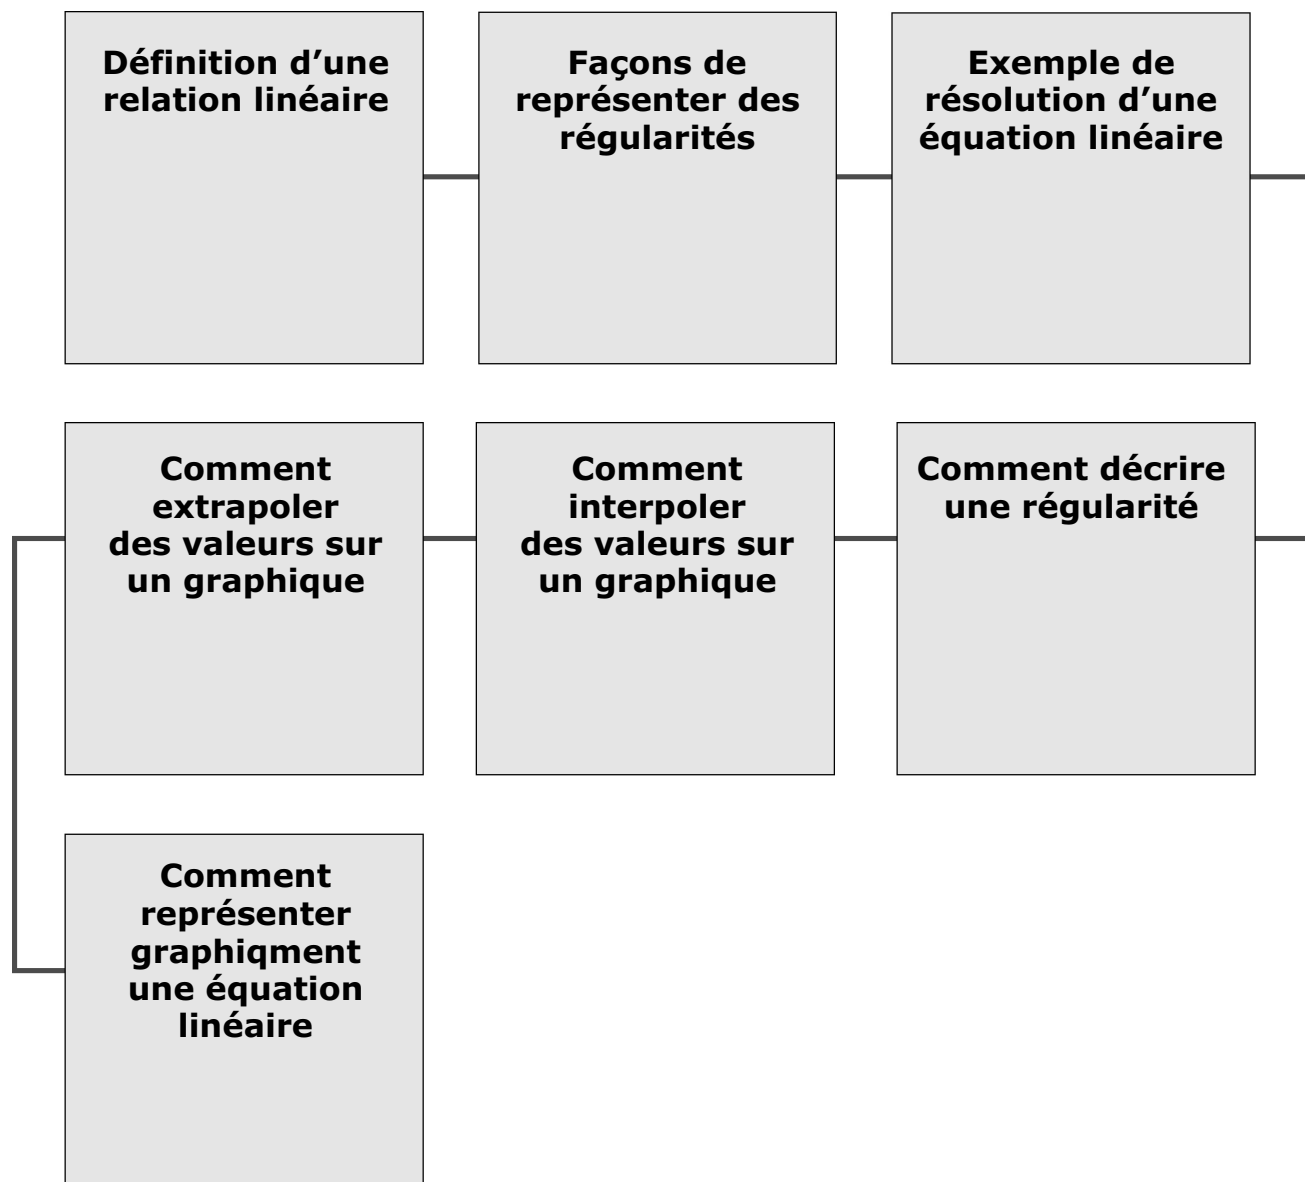 Définition d’une
relation linéaire
Façons de
représenter des
régularités
Exemple de
résolution d’une
équation linéaire
Comment
extrapoler
des valeurs sur
un graphique
Comment
interpoler
des valeurs sur
un graphique
Comment décrire
une régularité
Comment
représenter
graphiqment
une équation
linéaire